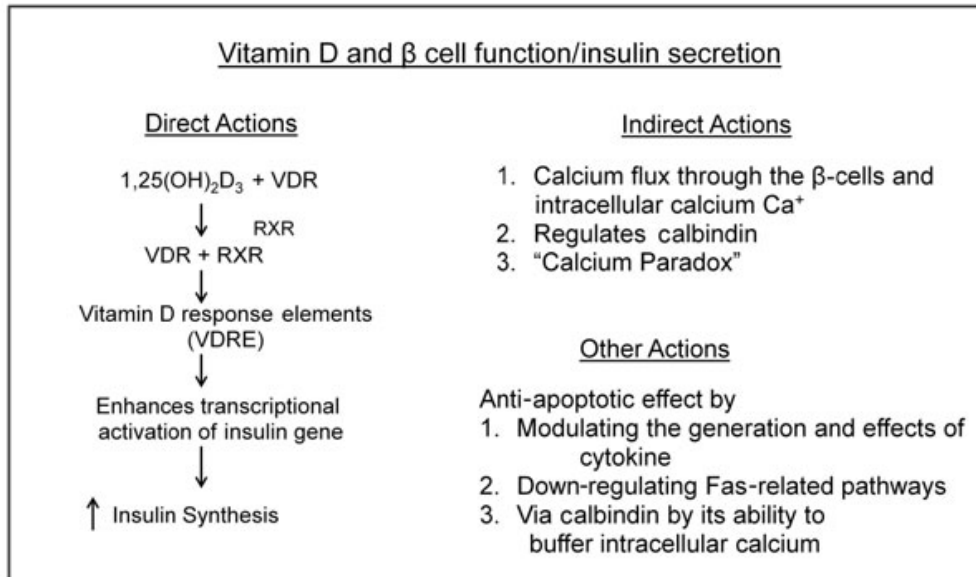 Vitamin D and β cell function/insulin secretion
Direct Actions
1,25(OH)₂D₃ + VDR
RXR
VDR + RXR
Vitamin D response elements
(VDRE)
Enhances transcriptional
activation of insulin gene
↑ Insulin Synthesis
Indirect Actions
1. Calcium flux through the β-cells and
intracellular calcium Ca⁺
2. Regulates calbindin
3. “Calcium Paradox”
Other Actions
Anti-apoptotic effect by
1. Modulating the generation and effects of
cytokine
2. Down-regulating Fas-related pathways
3. Via calbindin by its ability to
buffer intracellular calcium